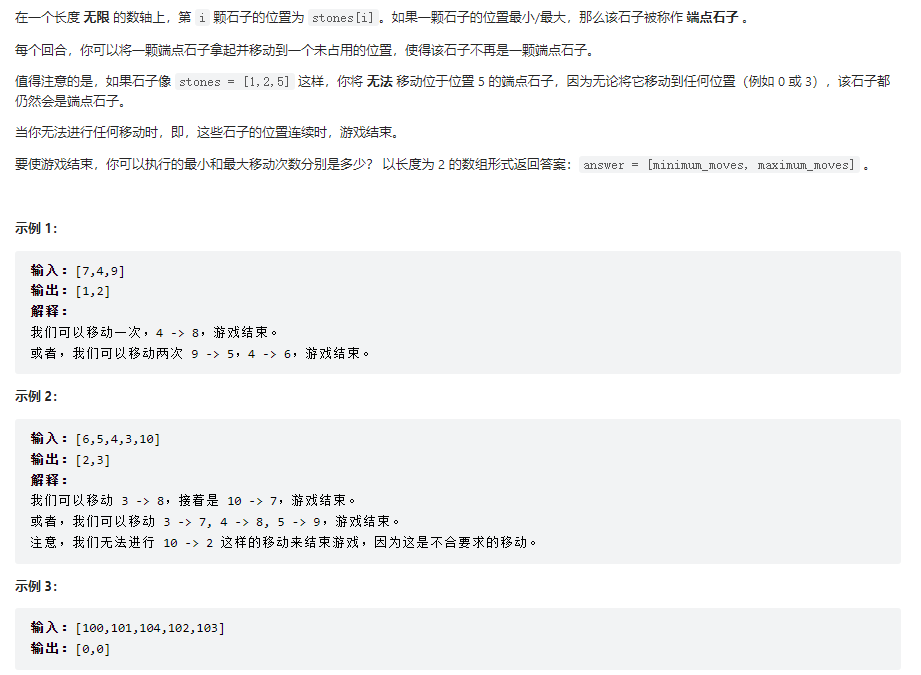 在一个长度 无限 的数轴上，第 i 颗石子的位置为 stones[i] 。如果一颗石子的位置最小/最大，那么该石子被称作 端点石子 。
每个回合，你可以将一颗端点石子拿起并移动到一个未占用的位置，使得该石子不再是一颗端点石子。
值得注意的是，如果石子像 stones = [1,2,5] 这样，你将 无法 移动位于位置 5 的端点石子，因为无论将它移动到任何位置（例如 0 或 3），该石子都
仍然会是端点石子。
当你无法进行任何移动时，即，这些石子的位置连续时，游戏结束。
要使游戏结束，你可以执行的最小和最大移动次数分别是多少？ 以长度为 2 的数组形式返回答案：answer = [minimum_moves, maximum_moves] 。
示例 1：
输入：[7,4,9]
输出：[1,2]
解释：
我们可以移动一次，4 -> 8，游戏结束。
或者，我们可以移动两次 9 -> 5，4 -> 6，游戏结束。
示例 2：
输入：[6,5,4,3,10]
输出：[2,3]
解释：
我们可以移动 3 -> 8，接着是 10 -> 7，游戏结束。
或者，我们可以移动 3 -> 7, 4 -> 8, 5 -> 9，游戏结束。
注意，我们无法进行 10 -> 2 这样的移动来结束游戏，因为这是不合要求的移动。
示例 3：
输入：[100,101,104,102,103]
输出：[0,0]